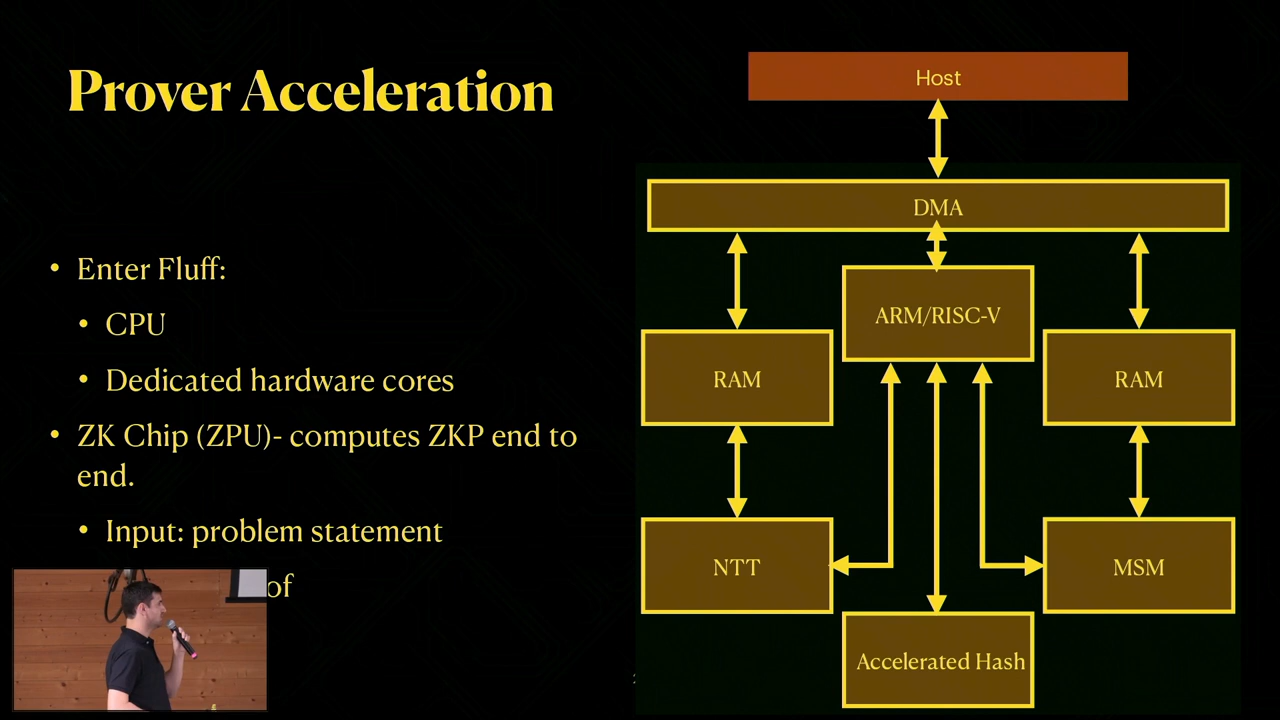 Prover Acceleration
• Enter Fluff:
• CPU
• Dedicated hardware cores
• ZK Chip (ZPU)- computes ZKP end to
end.
• Input: problem statement
of
Host
DMA
ARM/RISC-V
RAM
RAM
NTT
MSM
Accelerated Hash